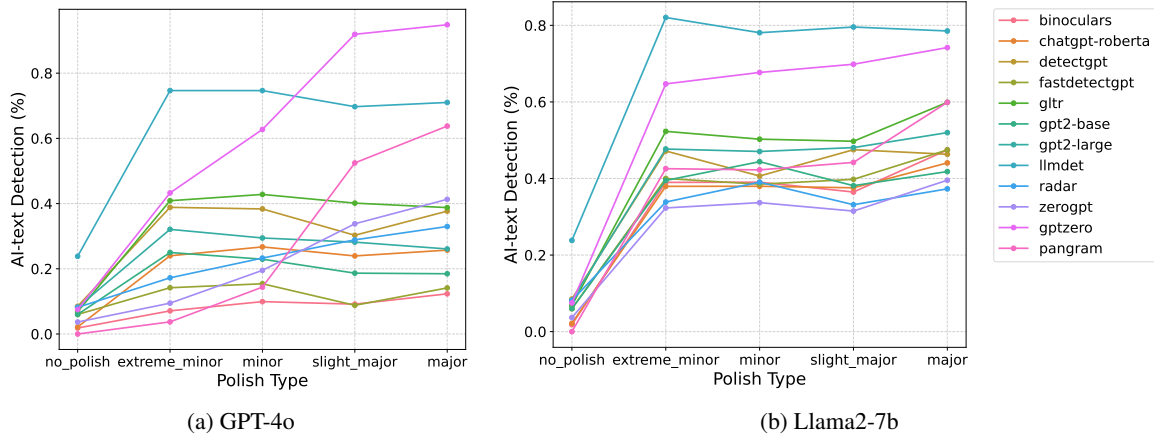 AI-text Detection (%)
0.8
0.6
0.4
0.2
0.0
no_polish extreme_minor minor slight_major major
Polish Type
(a) GPT-4o
AI-text Detection (%)
0.8
0.6
0.4
0.2
0.0
no_polish extreme_minor minor slight_major major
Polish Type
(b) Llama2-7b
binoculars
chatgpt-roberta
detectgpt
fastdetectgpt
gltr
gpt2-base
gpt2-large
llmdet
radar
zerogpt
gptzero
pangram